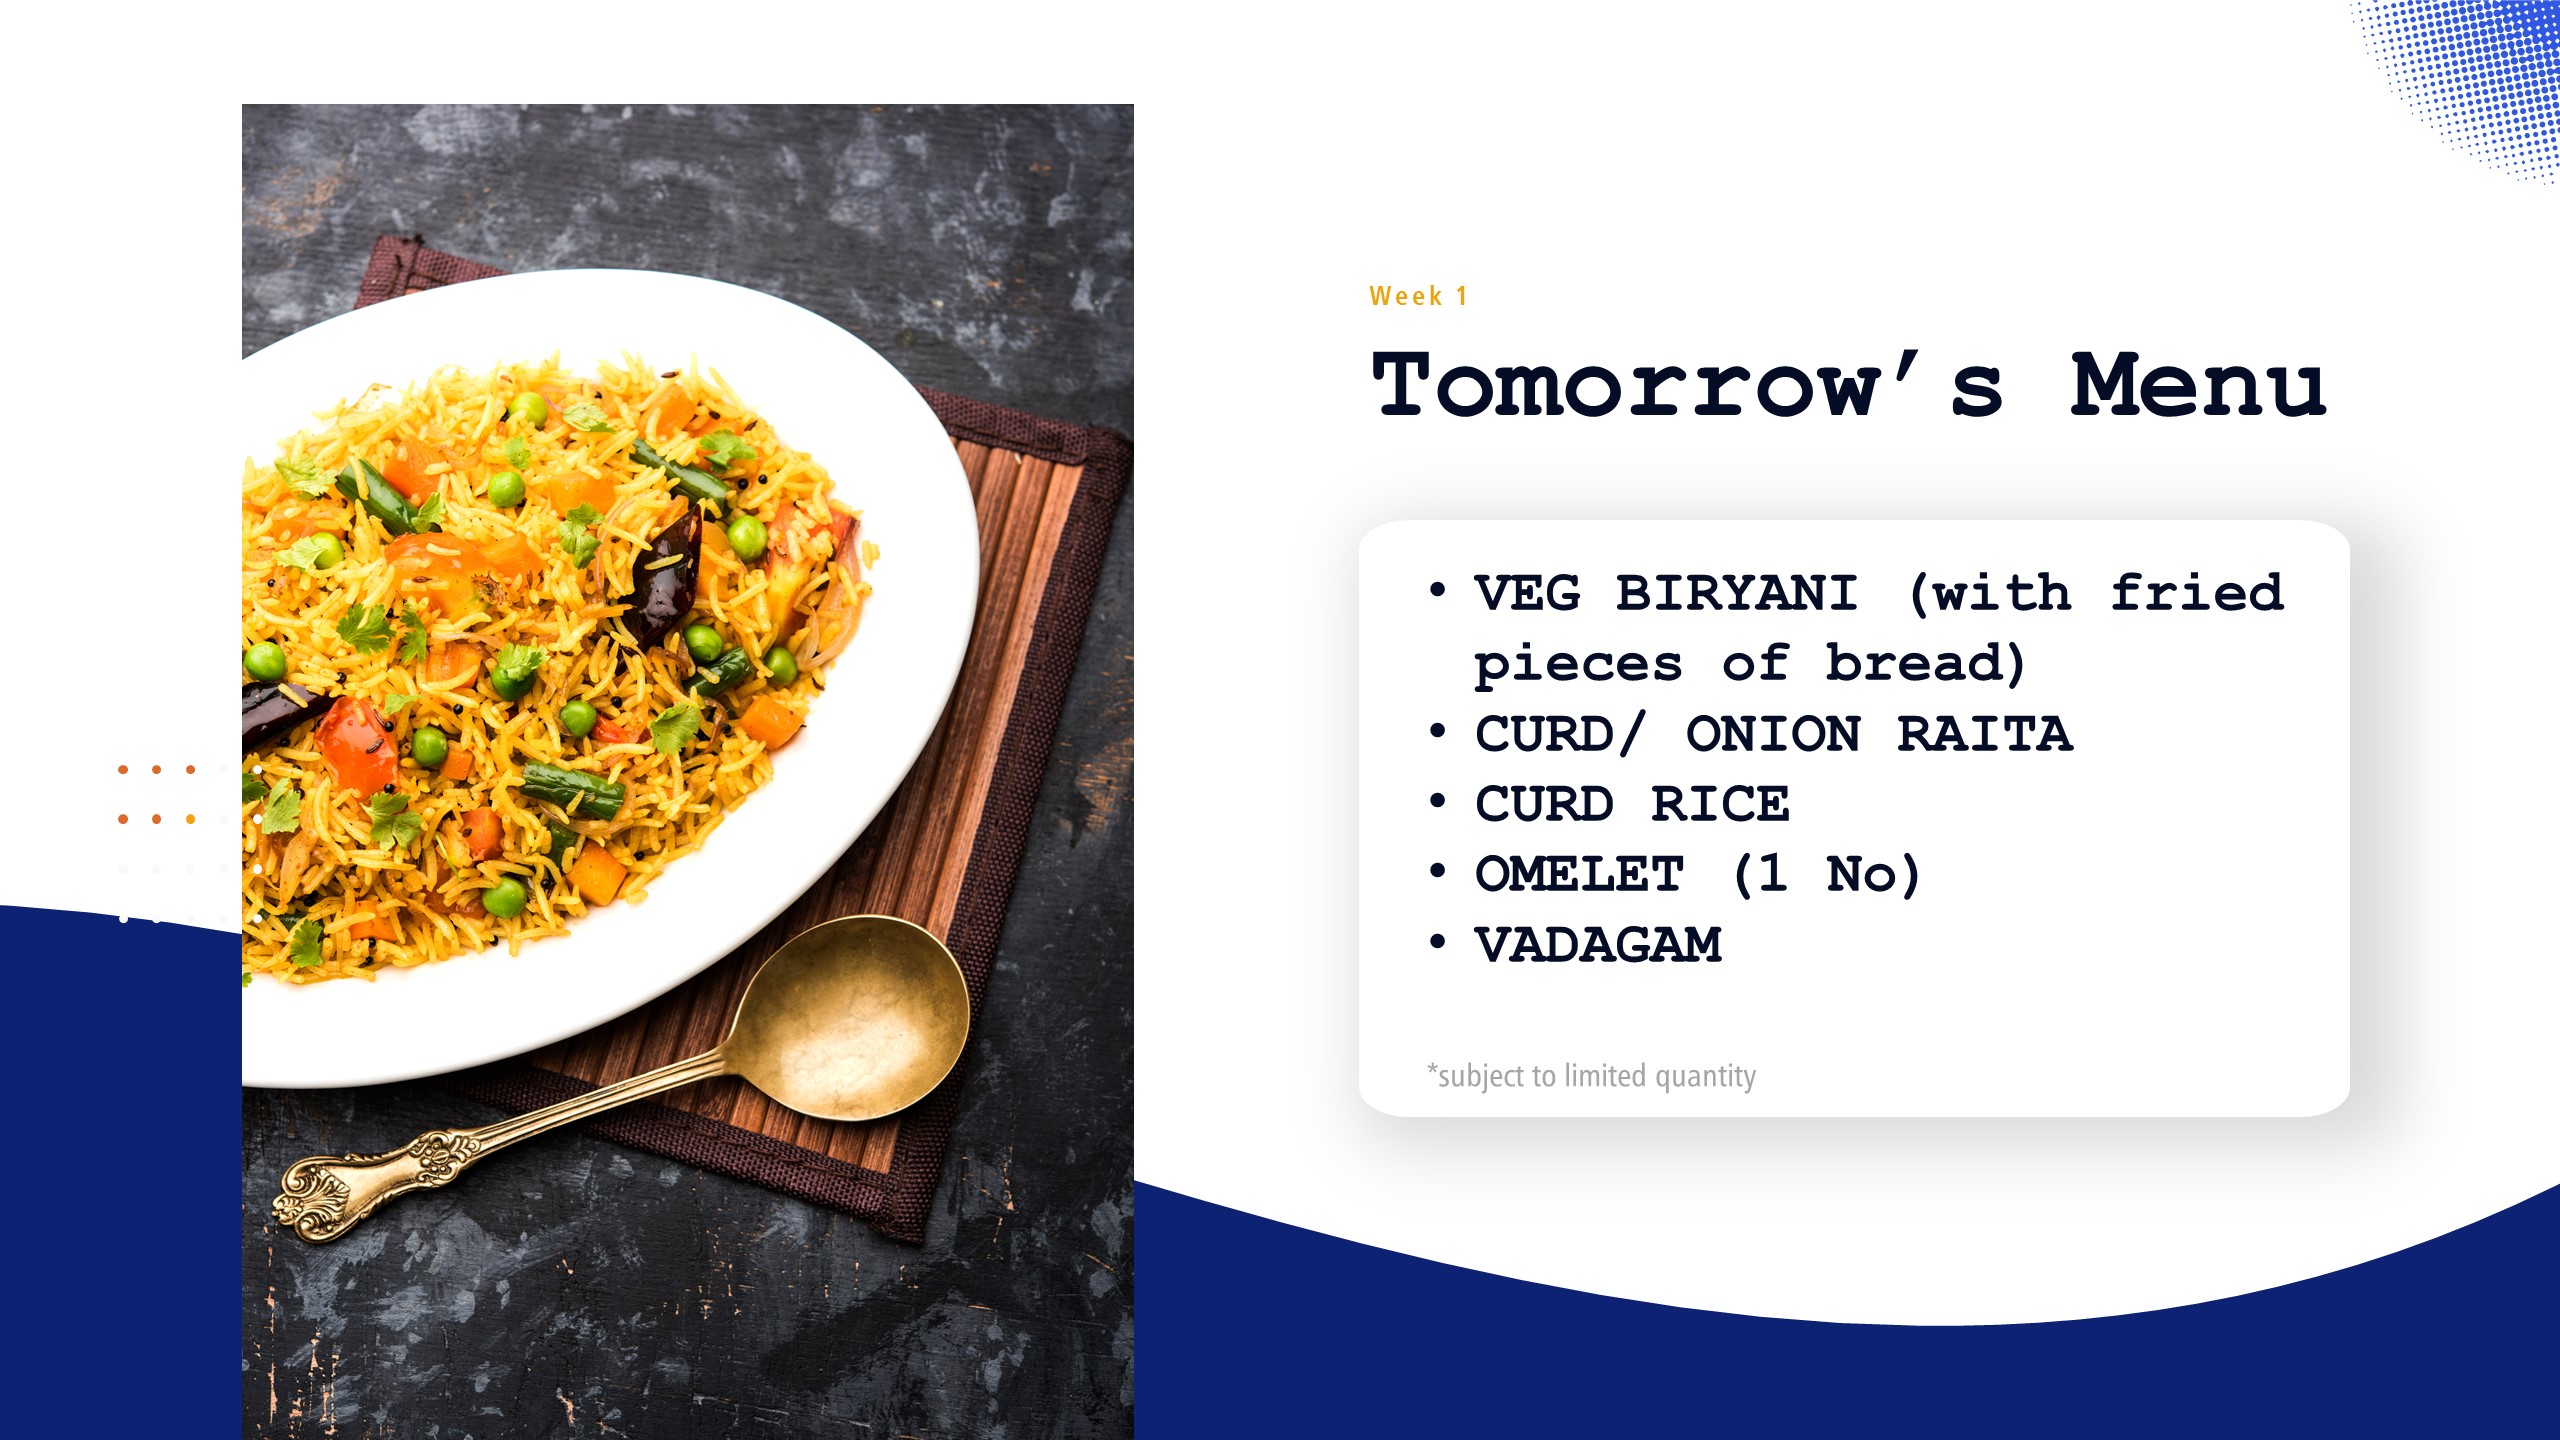 Week 1
Tomorrow’s Menu
• VEG BIRYANI (with fried
pieces of bread)
• CURD/ ONION RAITA
• CURD RICE
• OMELET (1 No)
• VADAGAM
*subject to limited quantity